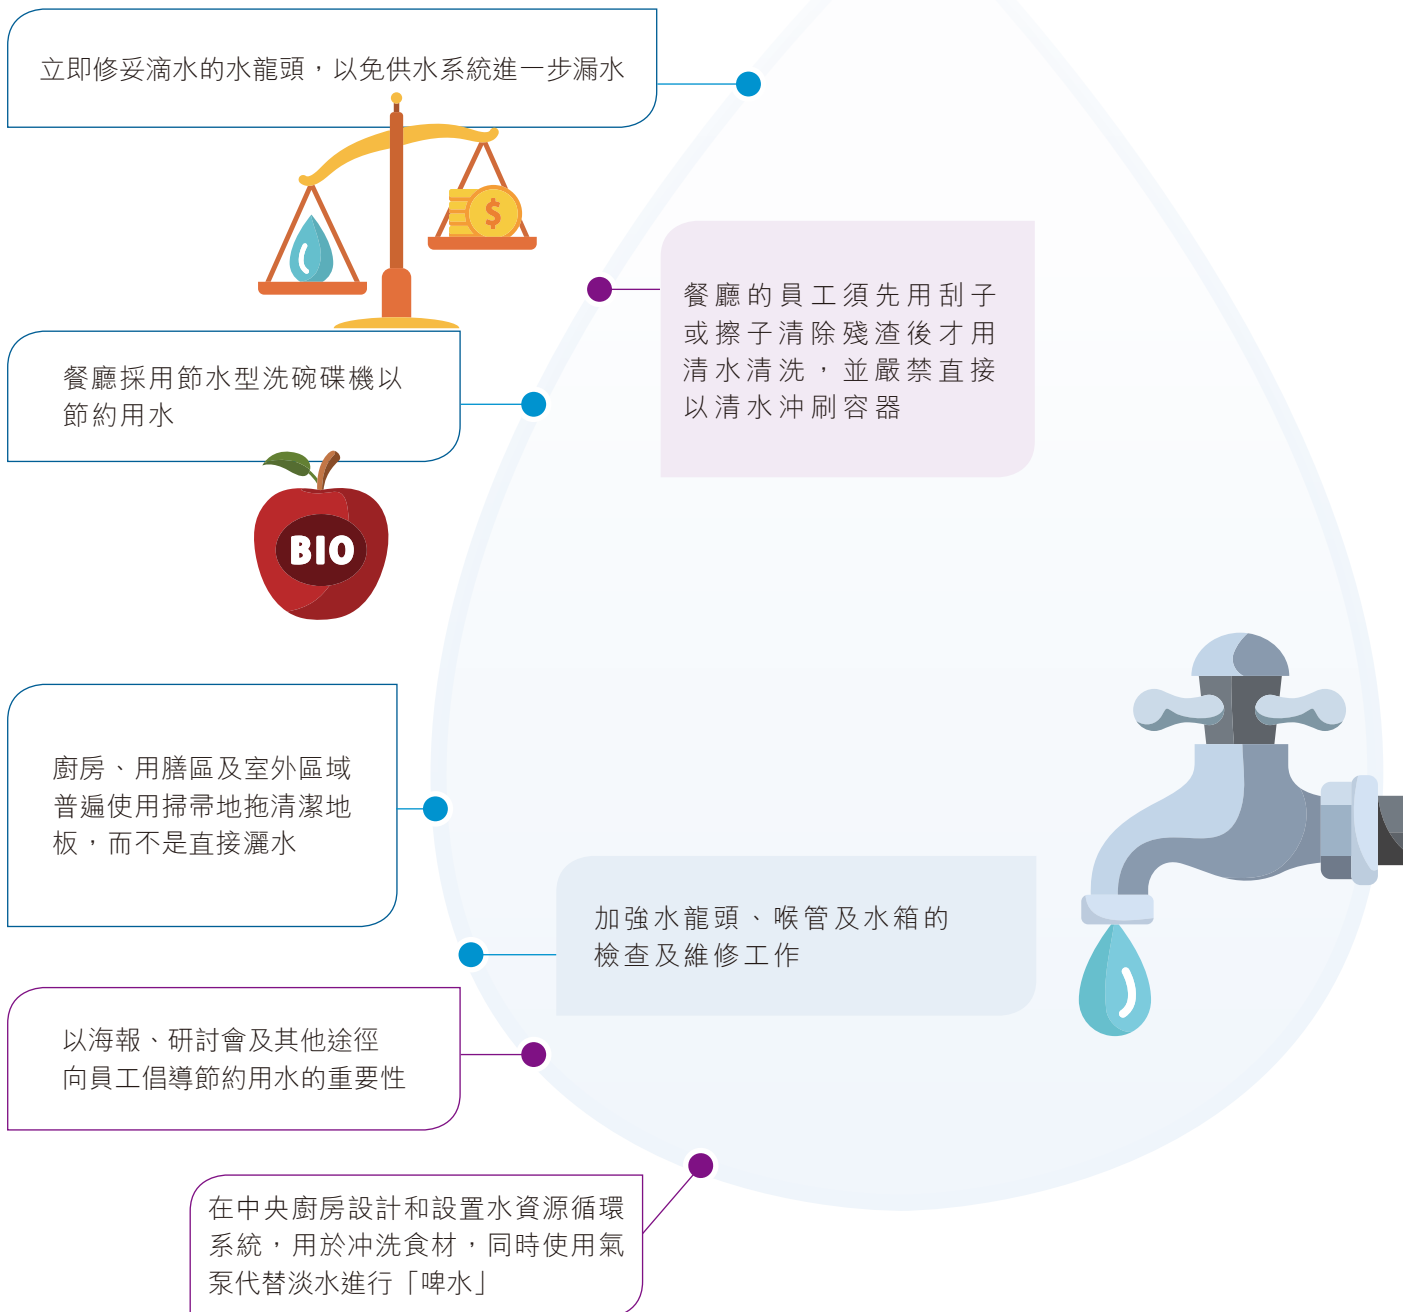 立即修妥滴水的水龍頭，以免供水系統進一步漏水
$
餐廳的員工須先用刮子
或擦子清除殘渣後才用
清水清洗，並嚴禁直接
以清水沖刷容器
餐廳採用節水型洗碗碟機以
節約用水
BIO
廚房、用膳區及室外區域
普遍使用掃帚地拖清潔地
板，而不是直接灑水
加強水龍頭、喉管及水箱的
檢查及維修工作
以海報、研討會及其他途徑
向員工倡導節約用水的重要性
在中央廚房設計和設置水資源循環
系統，用於冲洗食材，同時使用氣
泵代替淡水進行「啤水」